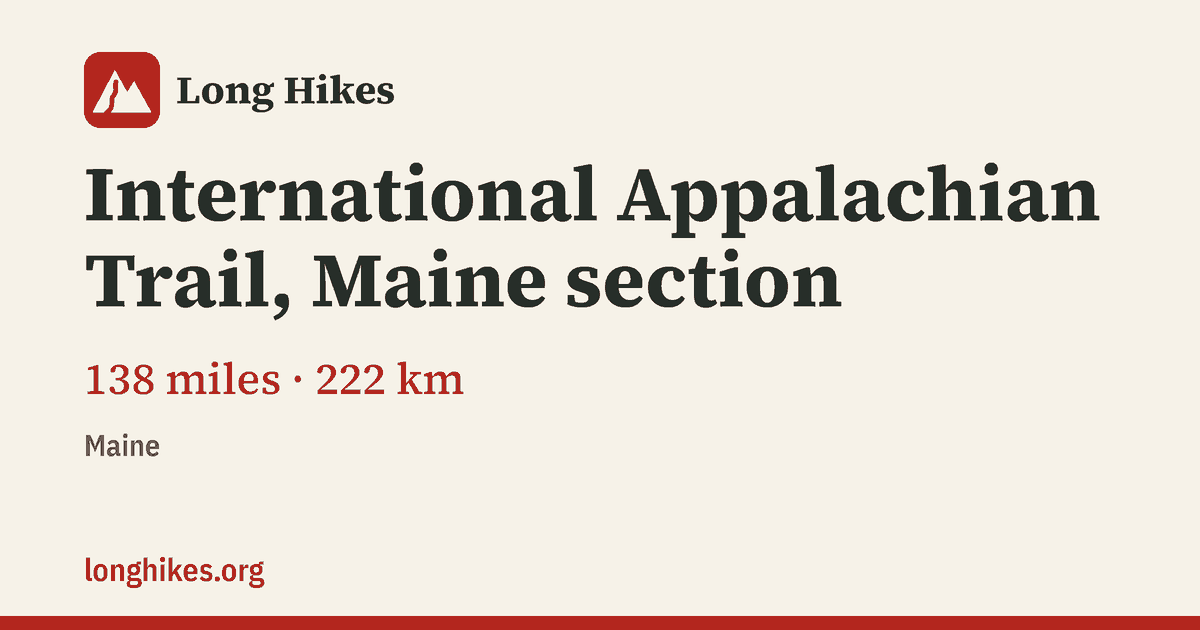 Long Hikes
International Appalachian
Trail, Maine section
138 miles · 222 km
Maine
longhikes.org